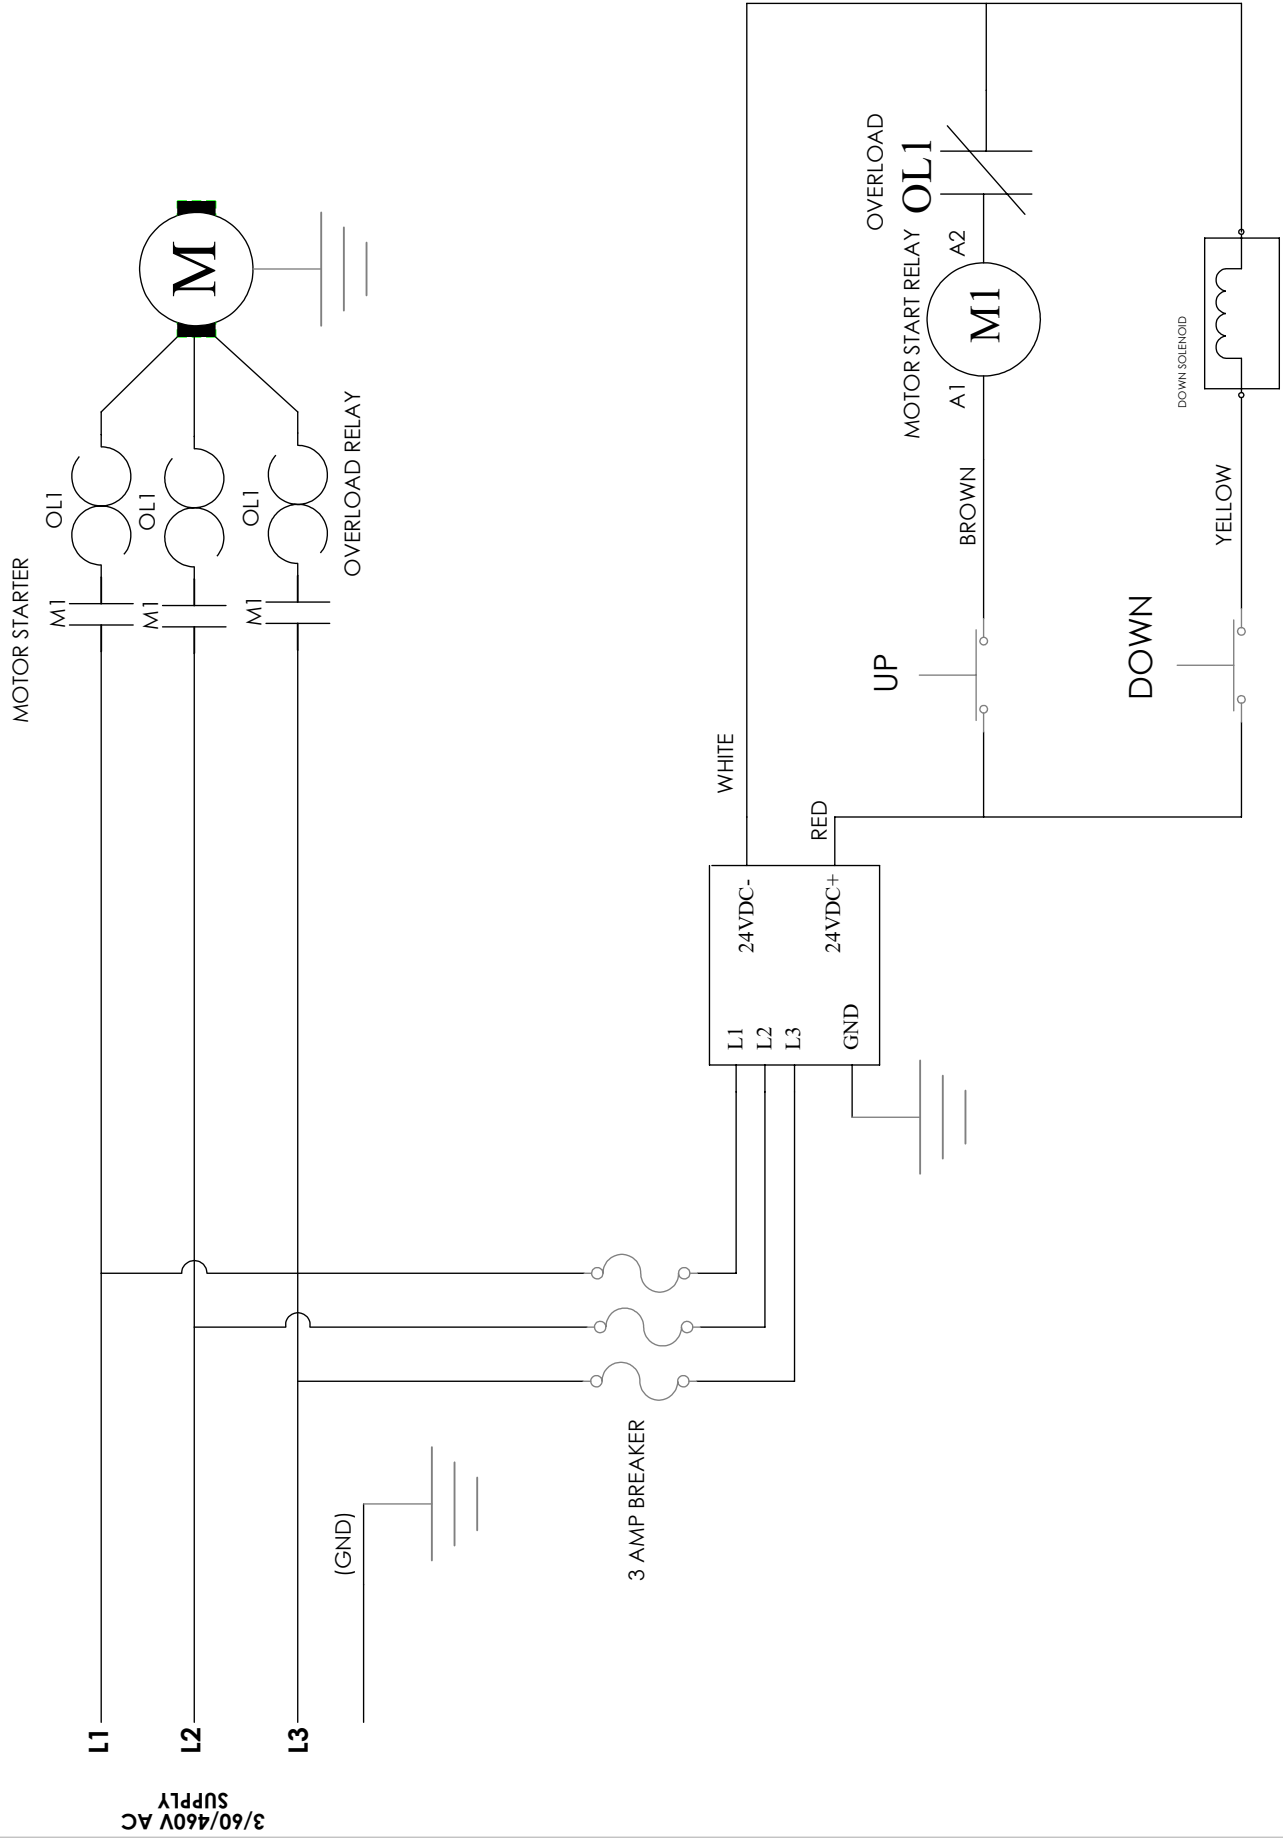 3/60/460V AC
SUPPLY
L1
L2
L3
(GND)
MOTOR STARTER
M1
OL1
M1
OL1
M1
OL1
OVERLOAD RELAY
M
3 AMP BREAKER
L1
L2
L3
GND
24VDC-
24VDC+
WHITE
RED
UP
BROWN
A1
M1
A2
MOTOR START RELAY
OVERLOAD
OL1
DOWN
YELLOW
DOWN SOLENOID